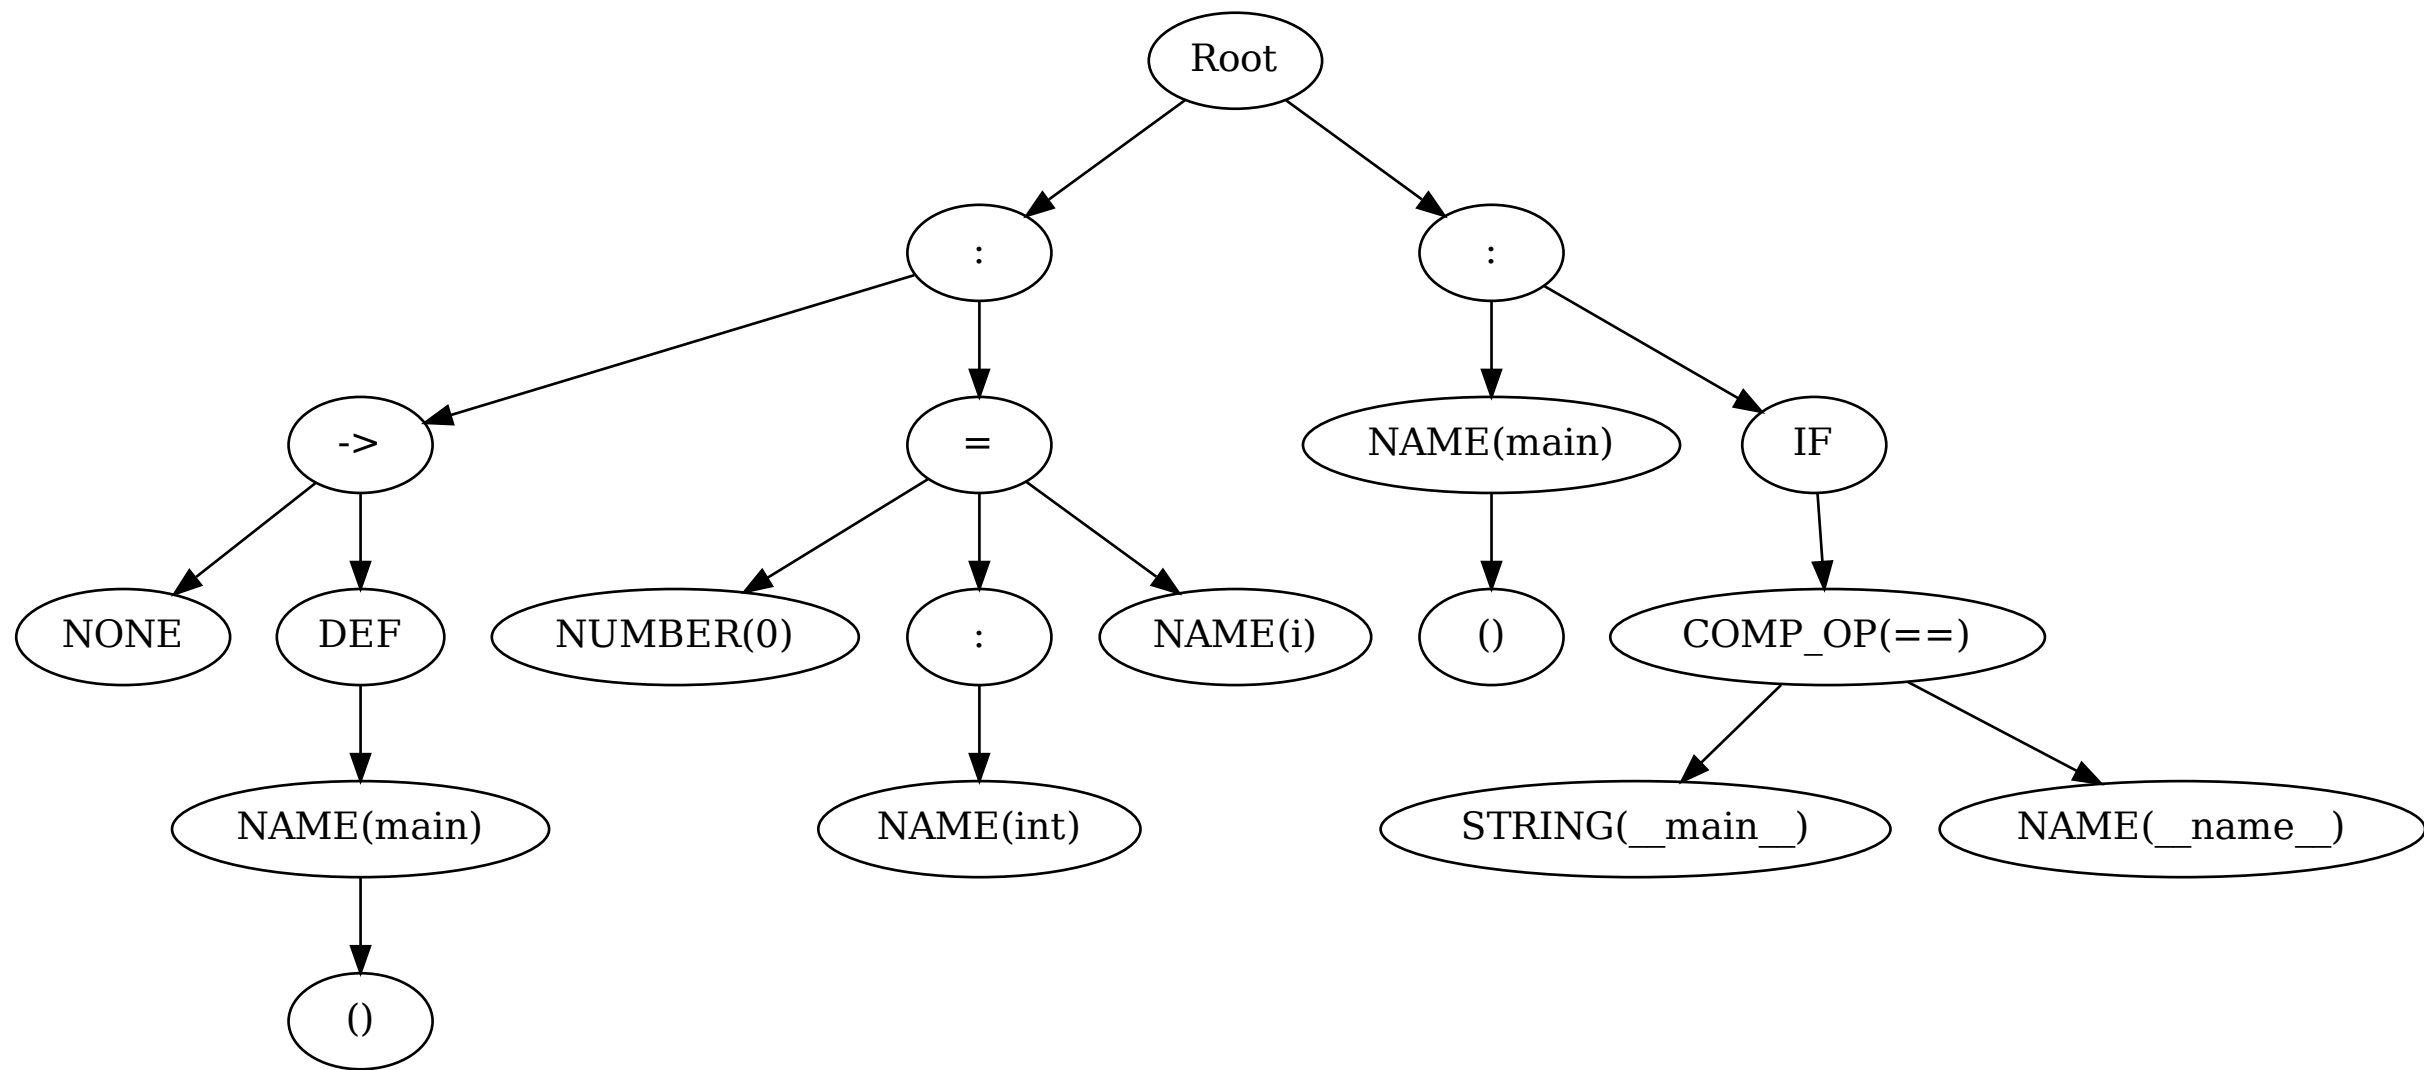 Root
:
:
->
=
NAME(main)
IF
NONE
DEF
NUMBER(0)
:
NAME(i)
()
COMP_OP(==)
NAME(main)
NAME(int)
STRING(__main__)
NAME(__name__)
()